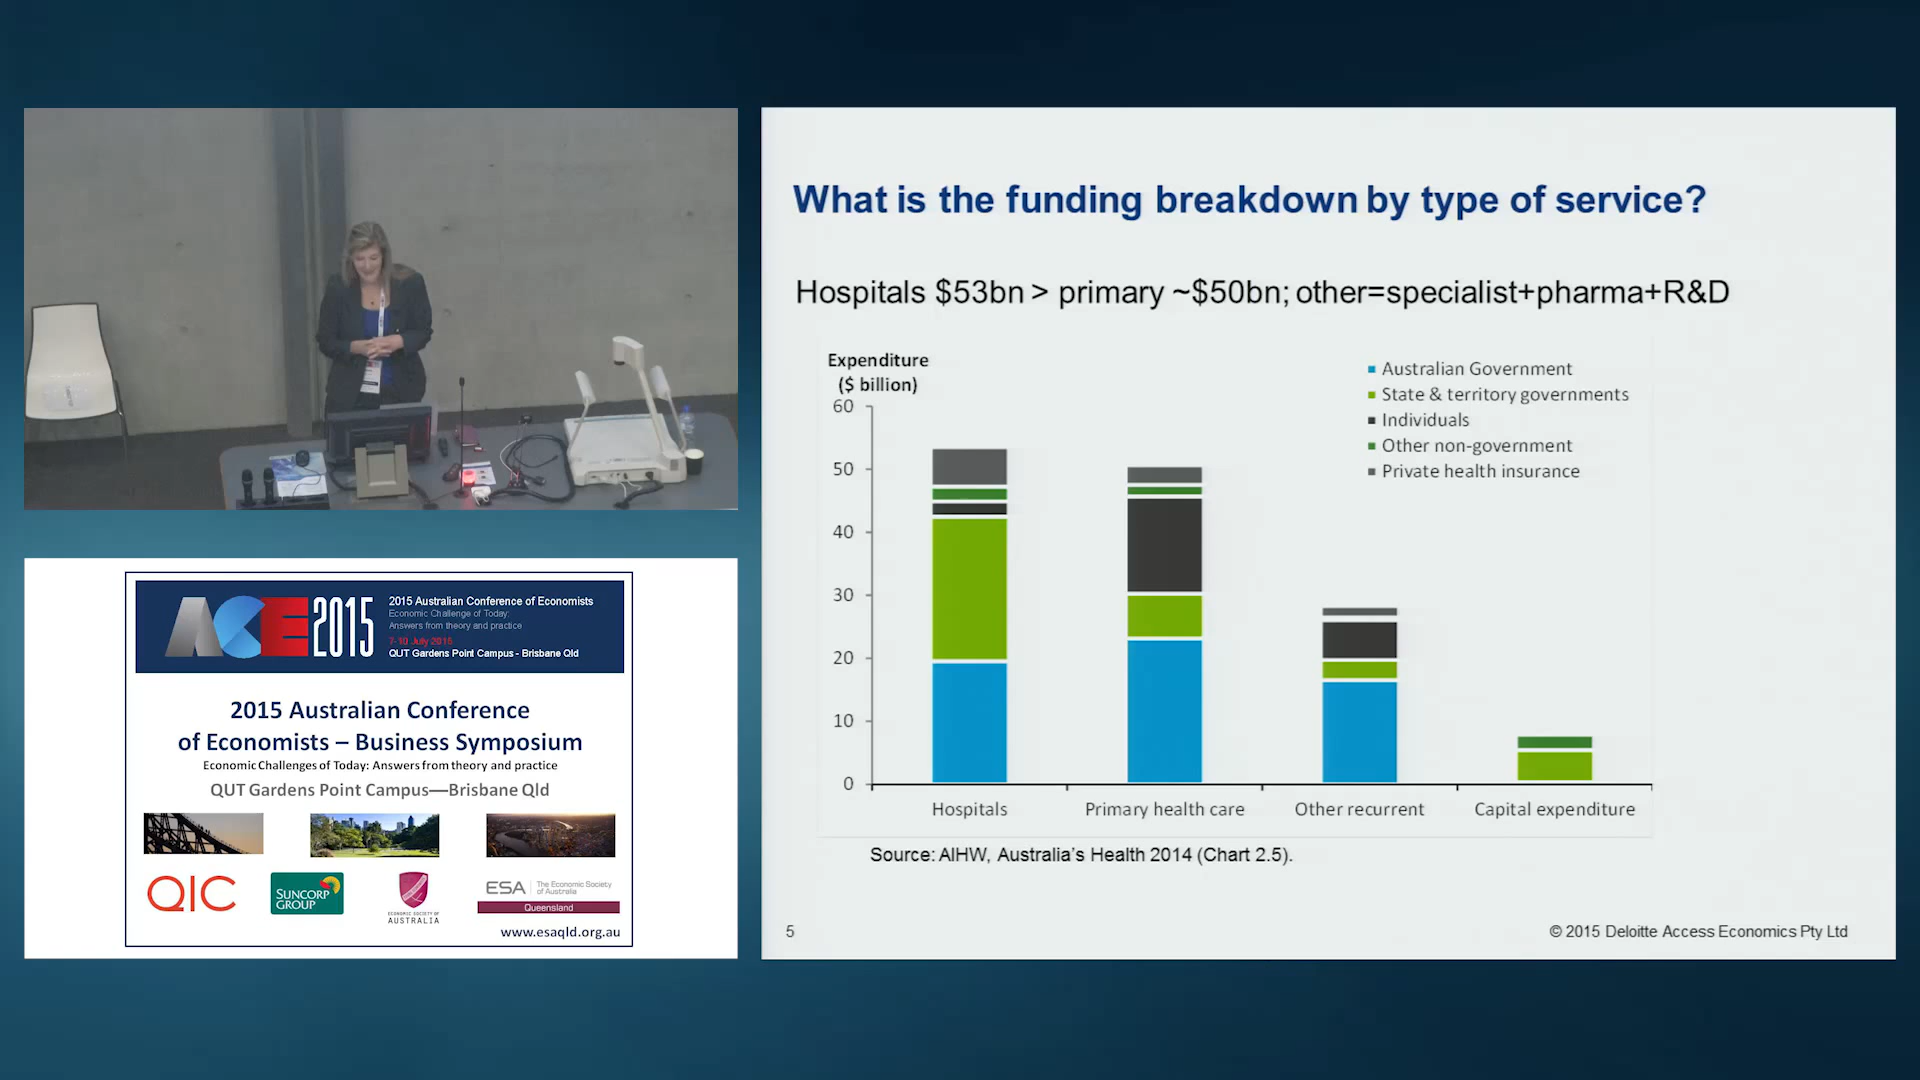 What is the funding breakdown by type of service?
Hospitals $53bn > primary ~$50bn; other=specialist+pharma+R&D
Expenditure
($ billion)
60
50
40
30
20
10
0
Australian Government
State & territory governments
Individuals
Other non-government
Private health insurance
Hospitals
Primary health care
Other recurrent
Capital expenditure
Source: AIHW, Australia's Health 2014 (Chart 2.5).
5
© 2015 Deloitte Access Economics Pty Ltd
ACE 2015
2015 Australian Conference of Economists
Economic Challenge of Today:
Answers from theory and practice
7-10 July 2015
QUT Gardens Point Campus - Brisbane Qld
2015 Australian Conference
of Economists – Business Symposium
Economic Challenges of Today: Answers from theory and practice
QUT Gardens Point Campus—Brisbane Qld
QIC
SUNCORP
GROUP
ECONOMIC SOCIETY OF
AUSTRALIA
ESA
The Economic Society
of Australia
Queensland
www.esaqld.org.au